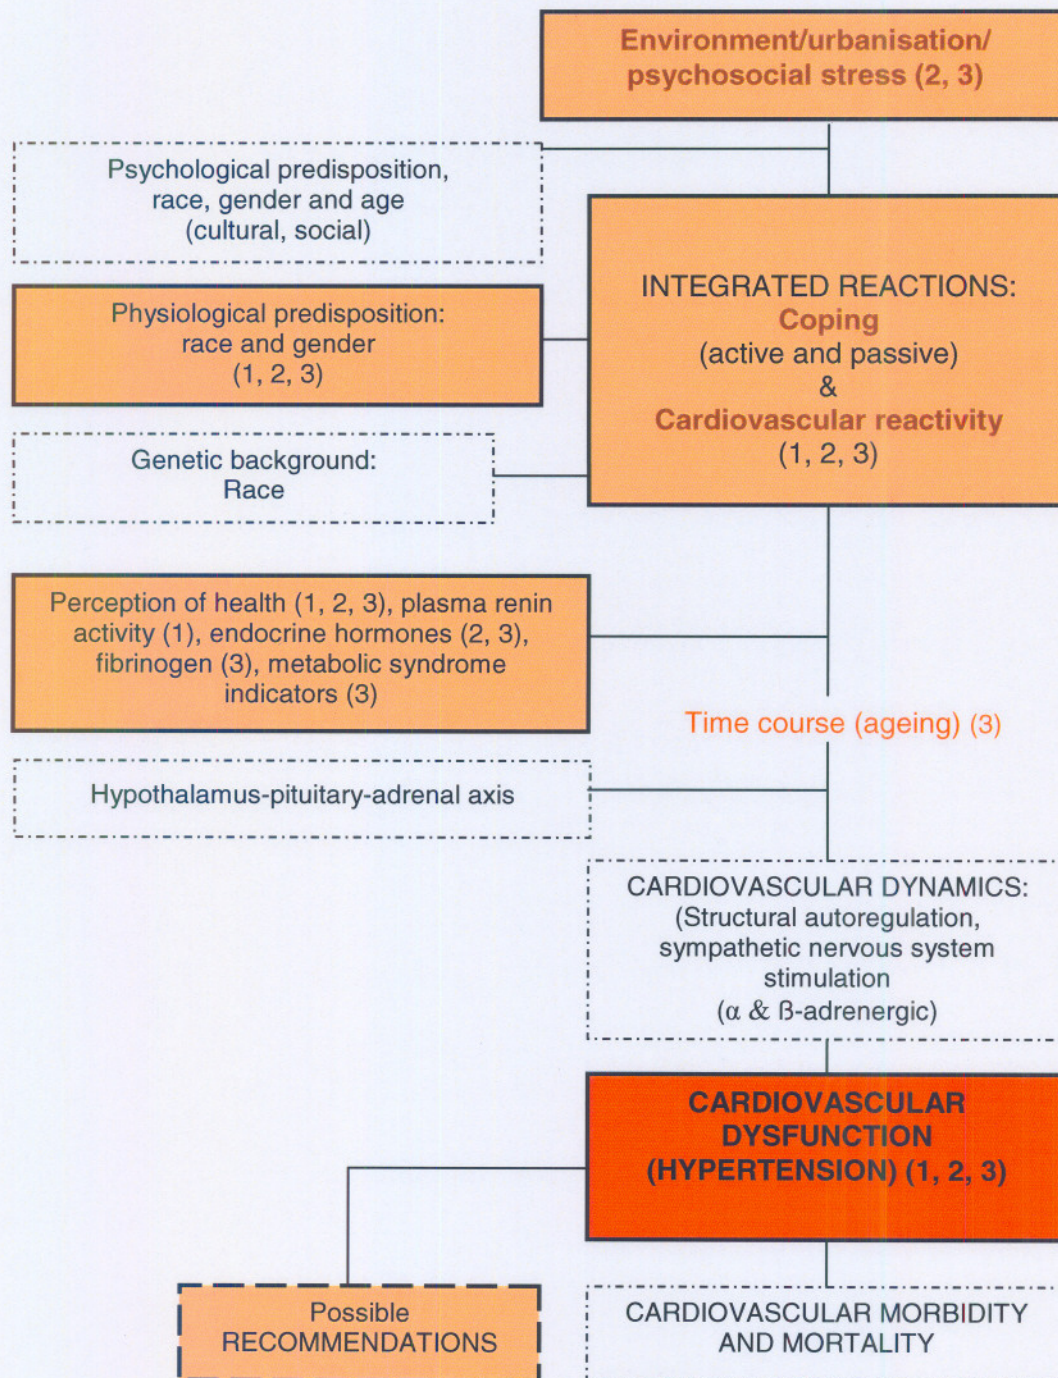 Environment/urbanisation/
psychosocial stress (2, 3)
Psychological predisposition,
race, gender and age
(cultural, social)
Physiological predisposition:
race and gender
(1, 2, 3)
INTEGRATED REACTIONS:
Coping
(active and passive)
&
Cardiovascular reactivity
(1, 2, 3)
Genetic background:
Race
Perception of health (1, 2, 3), plasma renin
activity (1), endocrine hormones (2, 3),
fibrinogen (3), metabolic syndrome
indicators (3)
Time course (ageing) (3)
Hypothalamus-pituitary-adrenal axis
CARDIOVASCULAR DYNAMICS:
(Structural autoregulation,
sympathetic nervous system
stimulation
(α & ß-adrenergic)
CARDIOVASCULAR
DYSFUNCTION
(HYPERTENSION) (1, 2, 3)
Possible
RECOMMENDATIONS
CARDIOVASCULAR MORBIDITY
AND MORTALITY